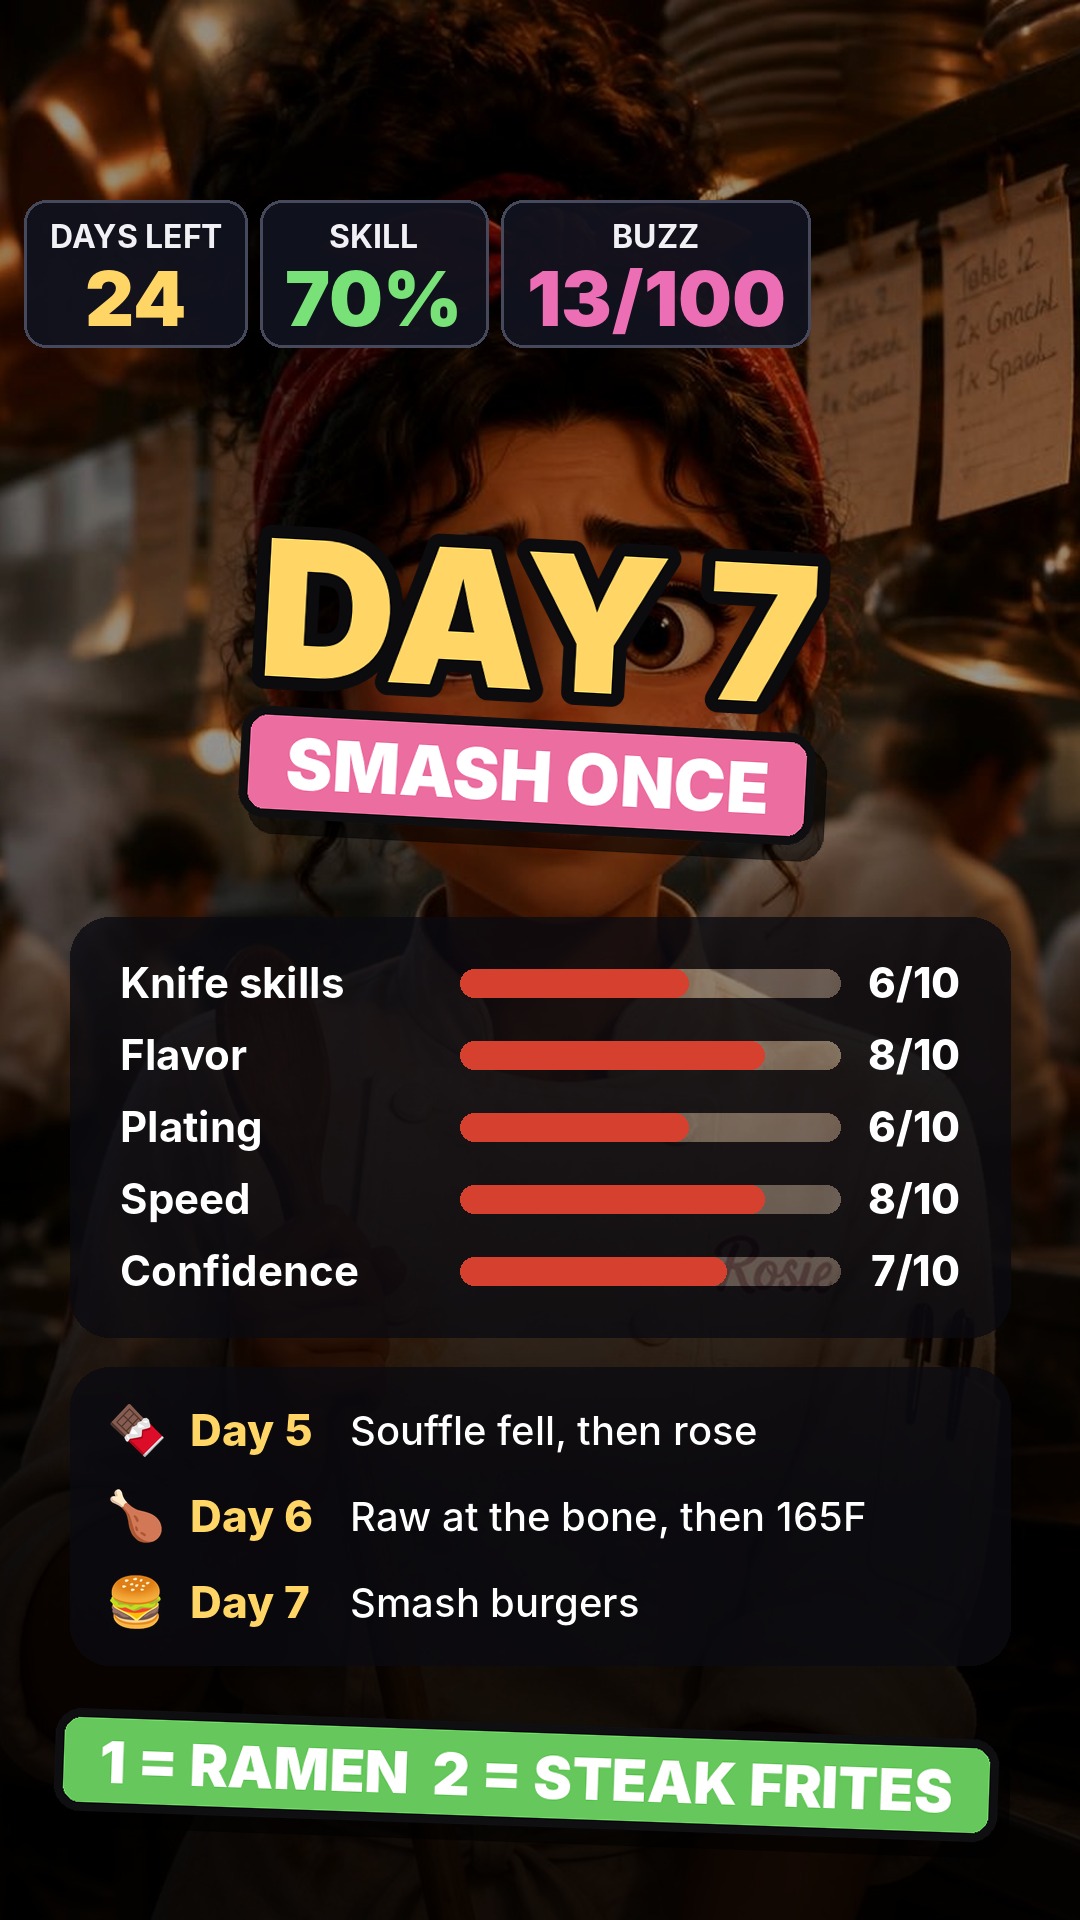 DAYS LEFT
24
SKILL
70%
BUZZ
13/100
Table 12
DAY 7
SMASH ONCE
Knife skills 6/10
Flavor 8/10
Plating 6/10
Speed 8/10
Confidence 7/10
Rosie
Day 5 Souffle fell, then rose
Day 6 Raw at the bone, then 165F
Day 7 Smash burgers
1 = RAMEN 2 = STEAK FRITES